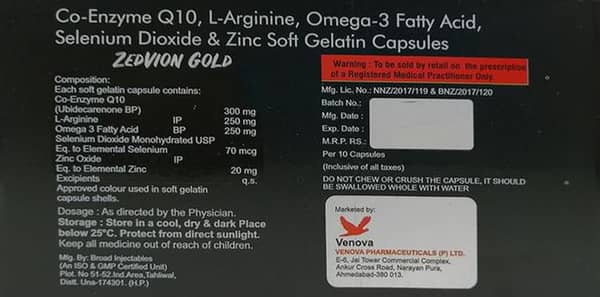 Co-Enzyme Q10, L-Arginine, Omega-3 Fatty Acid,
Selenium Dioxide & Zinc Soft Gelatin Capsules
ZEDVION GOLD
Composition:
Each soft gelatin capsule contains:
Co-Enzyme Q10
(Ubidecarenone BP) 300 mg
L-Arginine IP 250 mg
Omega 3 Fatty Acid BP 250 mg
Selenium Dioxide Monohydrated USP
Eq. to Elemental Selenium 70 mcg
Zinc Oxide IP
Eq. to Elemental Zinc 20 mg
Excipients q.s.
Approved colour used in soft gelatin
capsule shells.
Dosage : As directed by the Physician.
Storage : Store in a cool, dry & dark Place
below 25°C. Protect from direct sunlight.
Keep all medicine out of reach of children.
Mfg. By: Broad Injectables
(An ISO & GMP Certified Unit)
Plot. No 51-52.Ind.Area,Tahliwal,
Distt. Una-174301. (H.P.)
Warning : To be sold by retail on the prescription
of a Registered Medical Practitioner Only.
Mfg. Lic. No.: NNZ/2017/119 & BNZ/2017/120
Batch No.:
Mfg. Date :
Exp. Date :
M.R.P. RS.:
Per 10 Capsules
(Inclusive of all taxes)
DO NOT CHEW OR CRUSH THE CAPSULE, IT SHOULD
BE SWALLOWED WHOLE WITH WATER
Marketed by:
Venova
VENOVA PHARMACEUTICALS (P) LTD.
E-6, Jai Tower Commercial Complex,
Ankur Cross Road, Narayan Pura,
Ahmedabad-380 013.